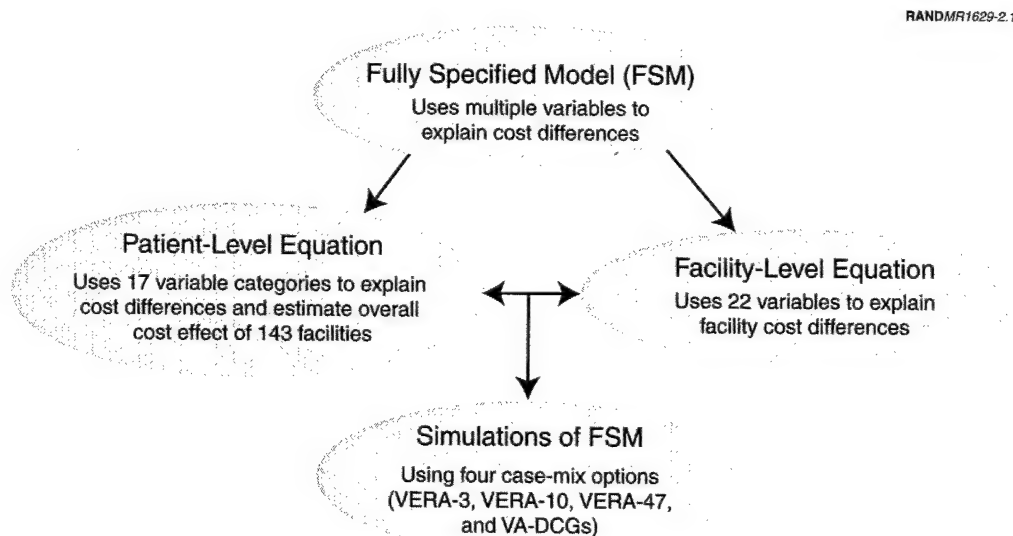 RANDMR1629-2.1
Fully Specified Model (FSM)
Uses multiple variables to
explain cost differences
Patient-Level Equation
Uses 17 variable categories to explain
cost differences and estimate overall
cost effect of 143 facilities
Facility-Level Equation
Uses 22 variables to explain
facility cost differences
Simulations of FSM
Using four case-mix options
(VERA-3, VERA-10, VERA-47,
and VA-DCGs)